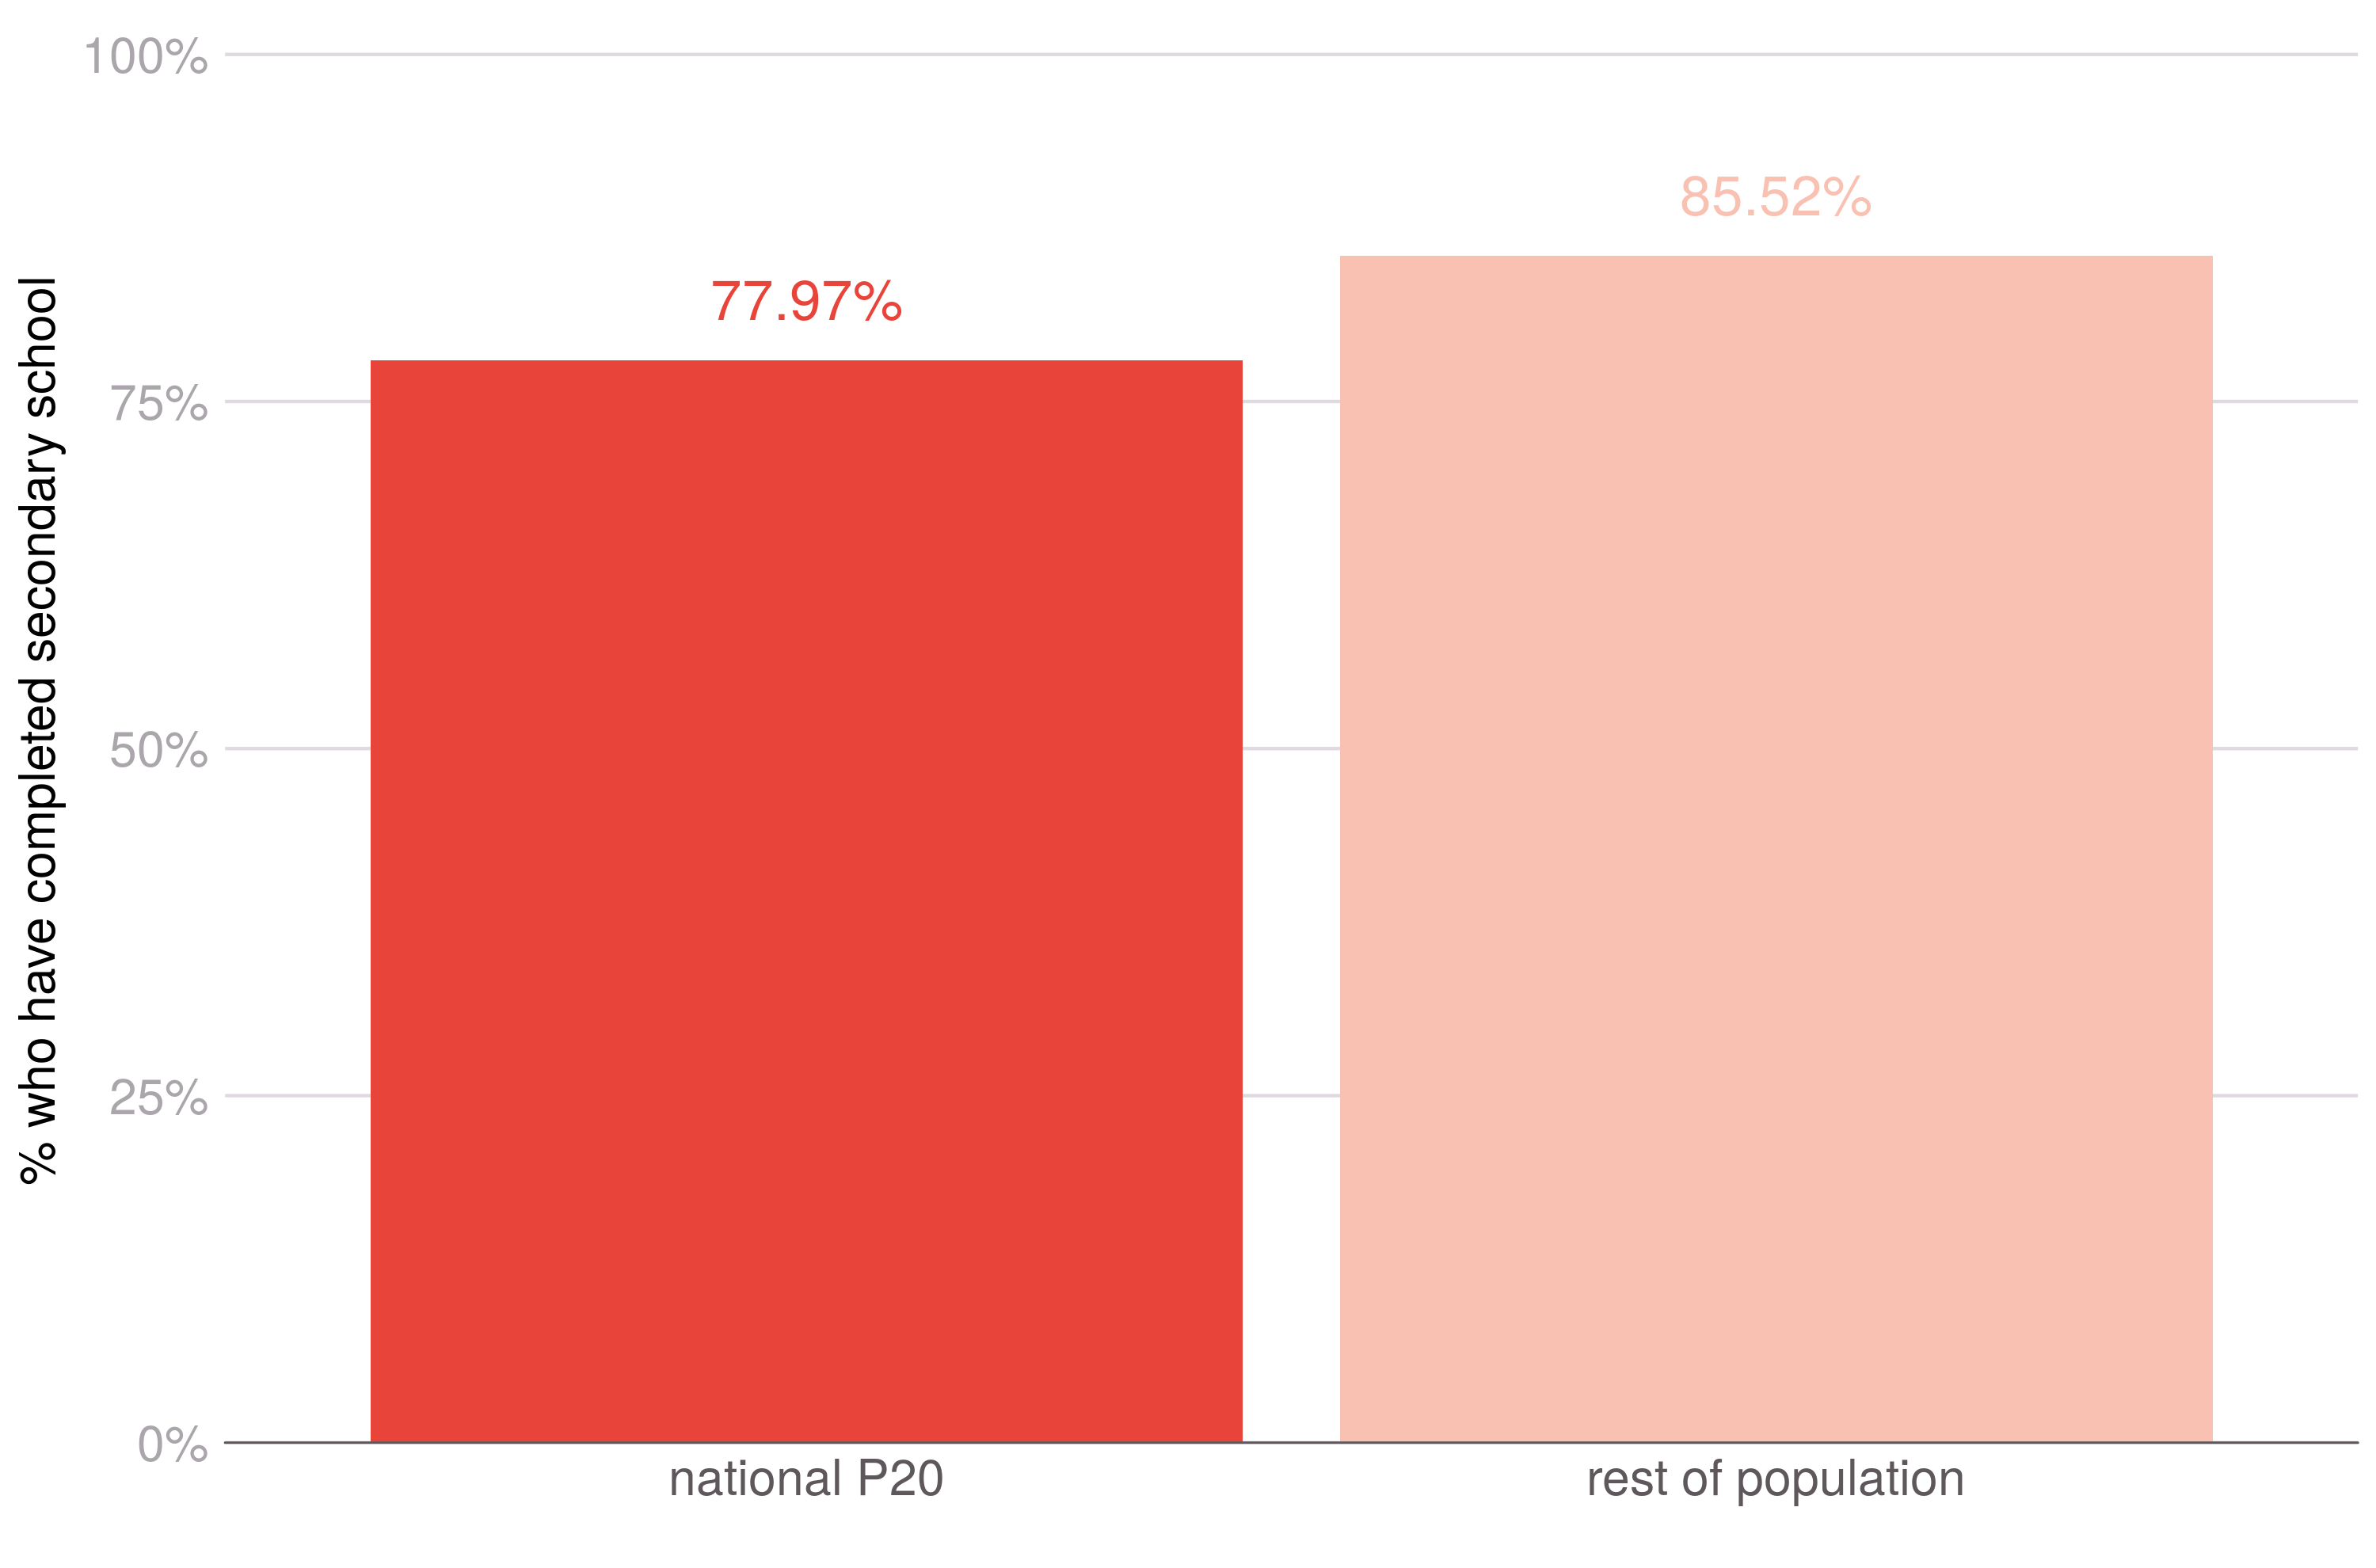 % who have completed secondary school
100%
75%
50%
25%
0%
77.97%
85.52%
national P20
rest of population